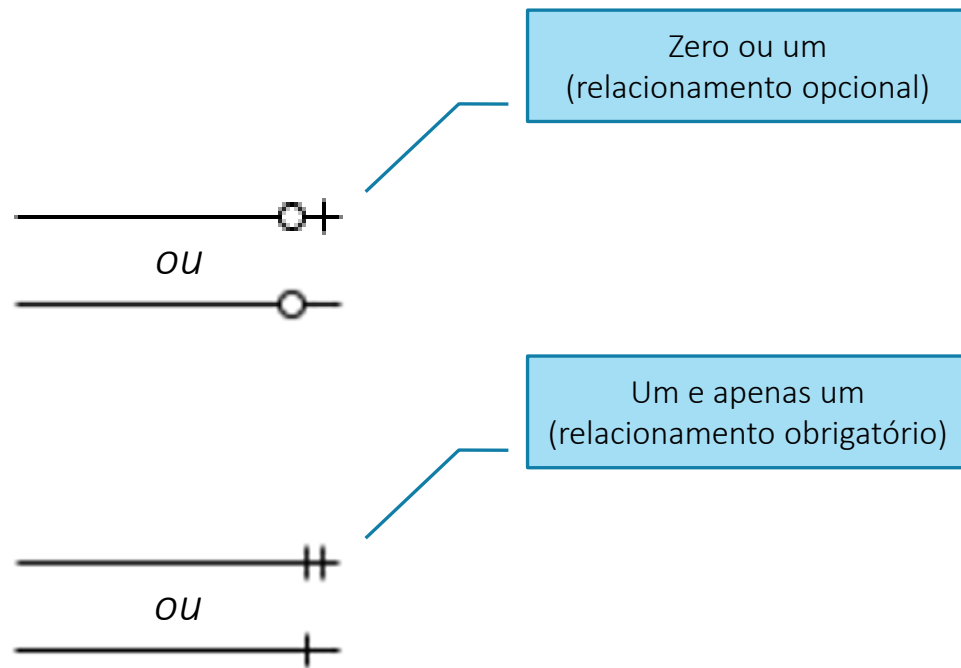 Zero ou um
(relacionamento opcional)
ou
Um e apenas um
(relacionamento obrigatório)
ou